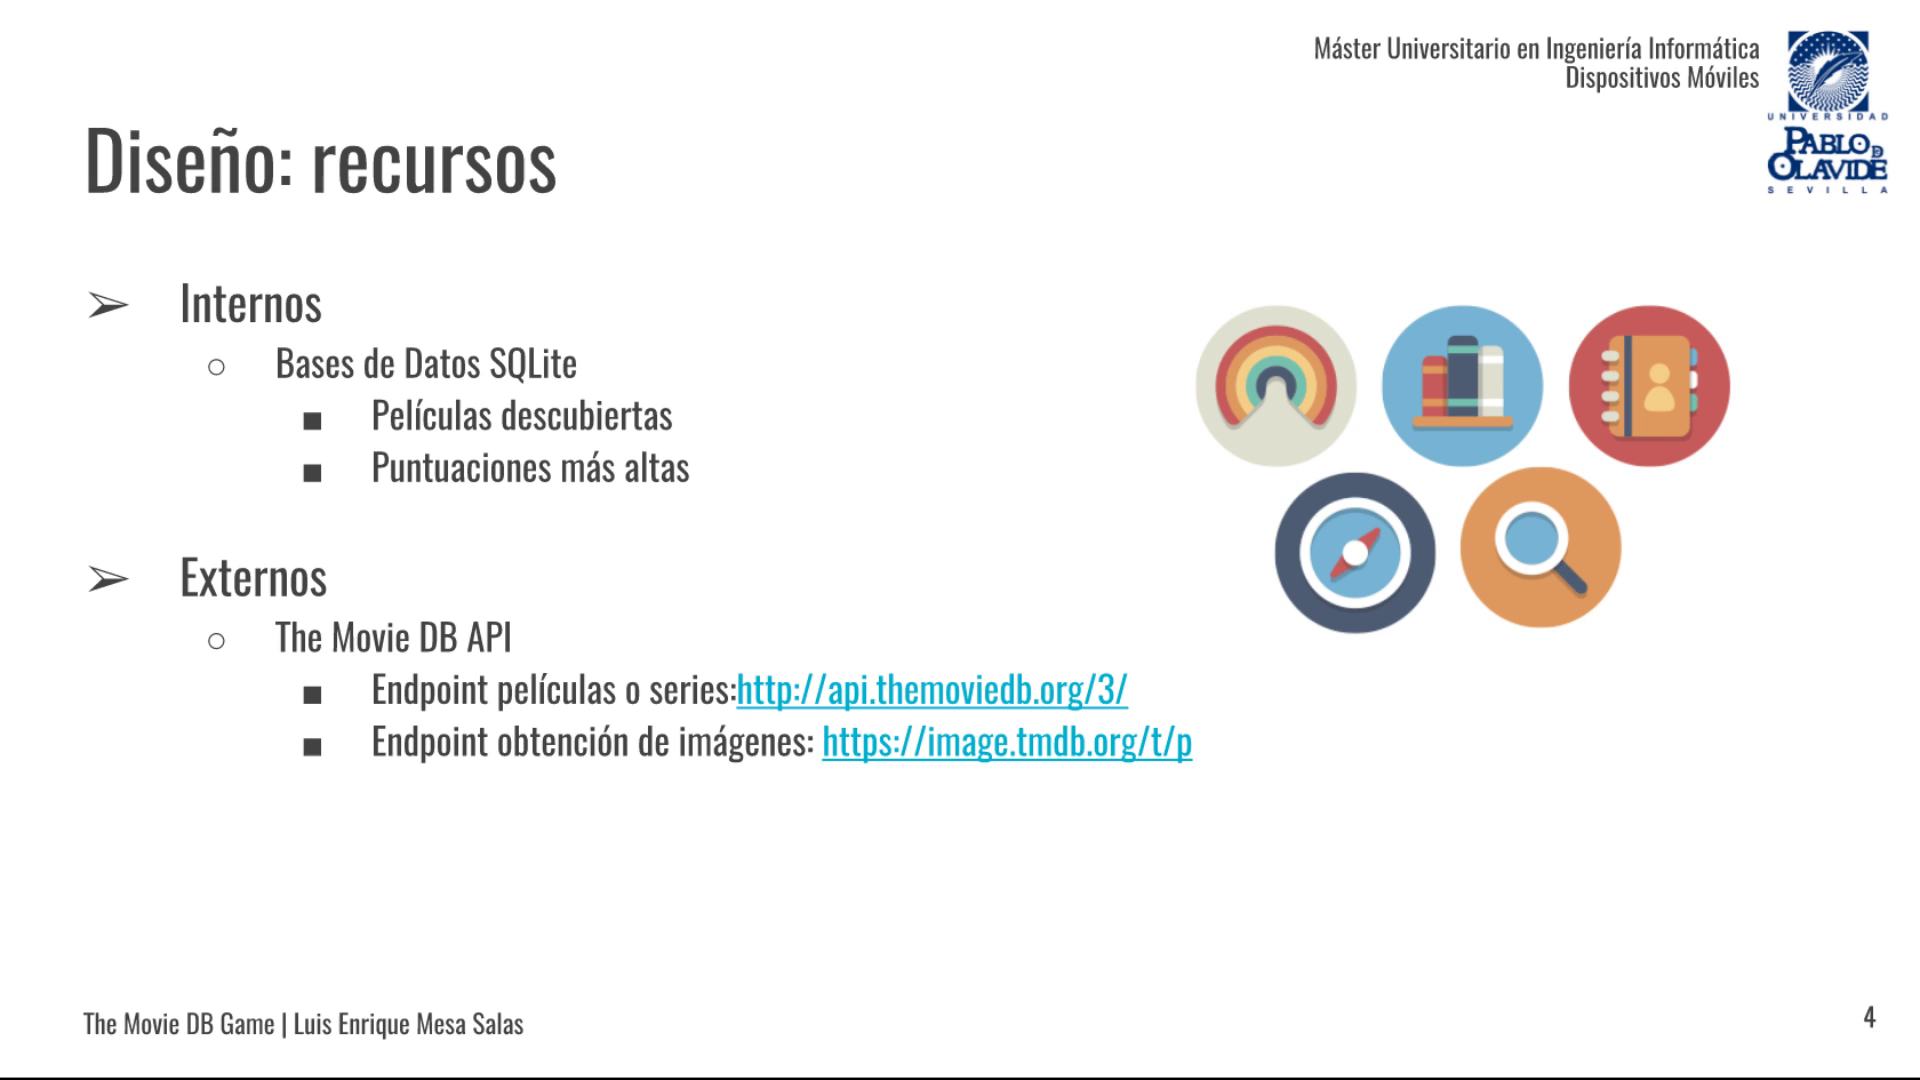 Máster Universitario en Ingeniería Informática
Dispositivos Móviles
UNIVERSIDAD
PABLO DE
OLAVIDE
SEVILLA
Diseño: recursos
➢ Internos
○ Bases de Datos SQLite
■ Películas descubiertas
■ Puntuaciones más altas
➢ Externos
○ The Movie DB API
■ Endpoint películas o series:http://api.themoviedb.org/3/
■ Endpoint obtención de imágenes: https://image.tmdb.org/t/p
The Movie DB Game | Luis Enrique Mesa Salas
4